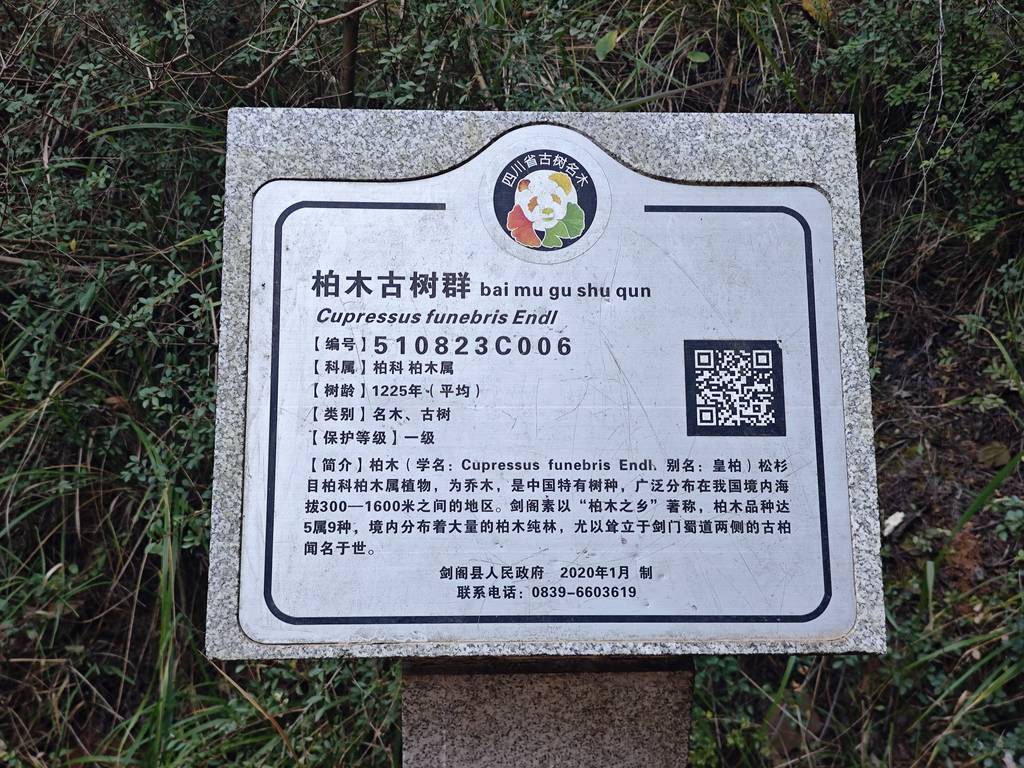 四川省古树名木
柏木古树群 bai mu gu shu qun
Cupressus funebris Endl
【编号】510823C006
【科属】柏科 柏木属
【树龄】1225年(平均)
【类别】名木、古树
【保护等级】一级
【简介】柏木(学名:Cupressus funebris Endl、别名:皇柏)松杉
目柏科柏木属植物,为乔木,是中国特有树种,广泛分布在我国境内海
拔300—1600米之间的地区。剑阁素以“柏木之乡”著称,柏木品种达
5属9种,境内分布着大量的柏木纯林,尤以耸立于剑门蜀道两侧的古柏
闻名于世。
剑阁县人民政府 2020年1月 制
联系电话:0839-6603619